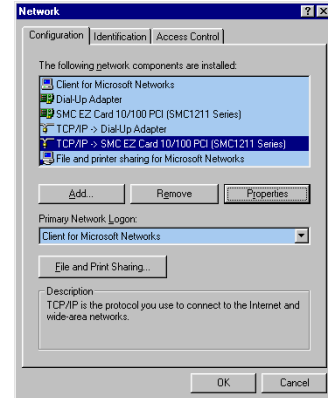 Network
Configuration Identification Access Control
The following network components are installed:
Client for Microsoft Networks
Dial-Up Adapter
SMC EZ Card 10/100 PCI (SMC1211 Series)
TCP/IP -> Dial-Up Adapter
TCP/IP -> SMC EZ Card 10/100 PCI (SMC1211 Series)
File and printer sharing for Microsoft Networks
Add... Remove Properties
Primary Network Logon:
Client for Microsoft Networks
File and Print Sharing...
Description
TCP/IP is the protocol you use to connect to the Internet and
wide-area networks.
OK Cancel